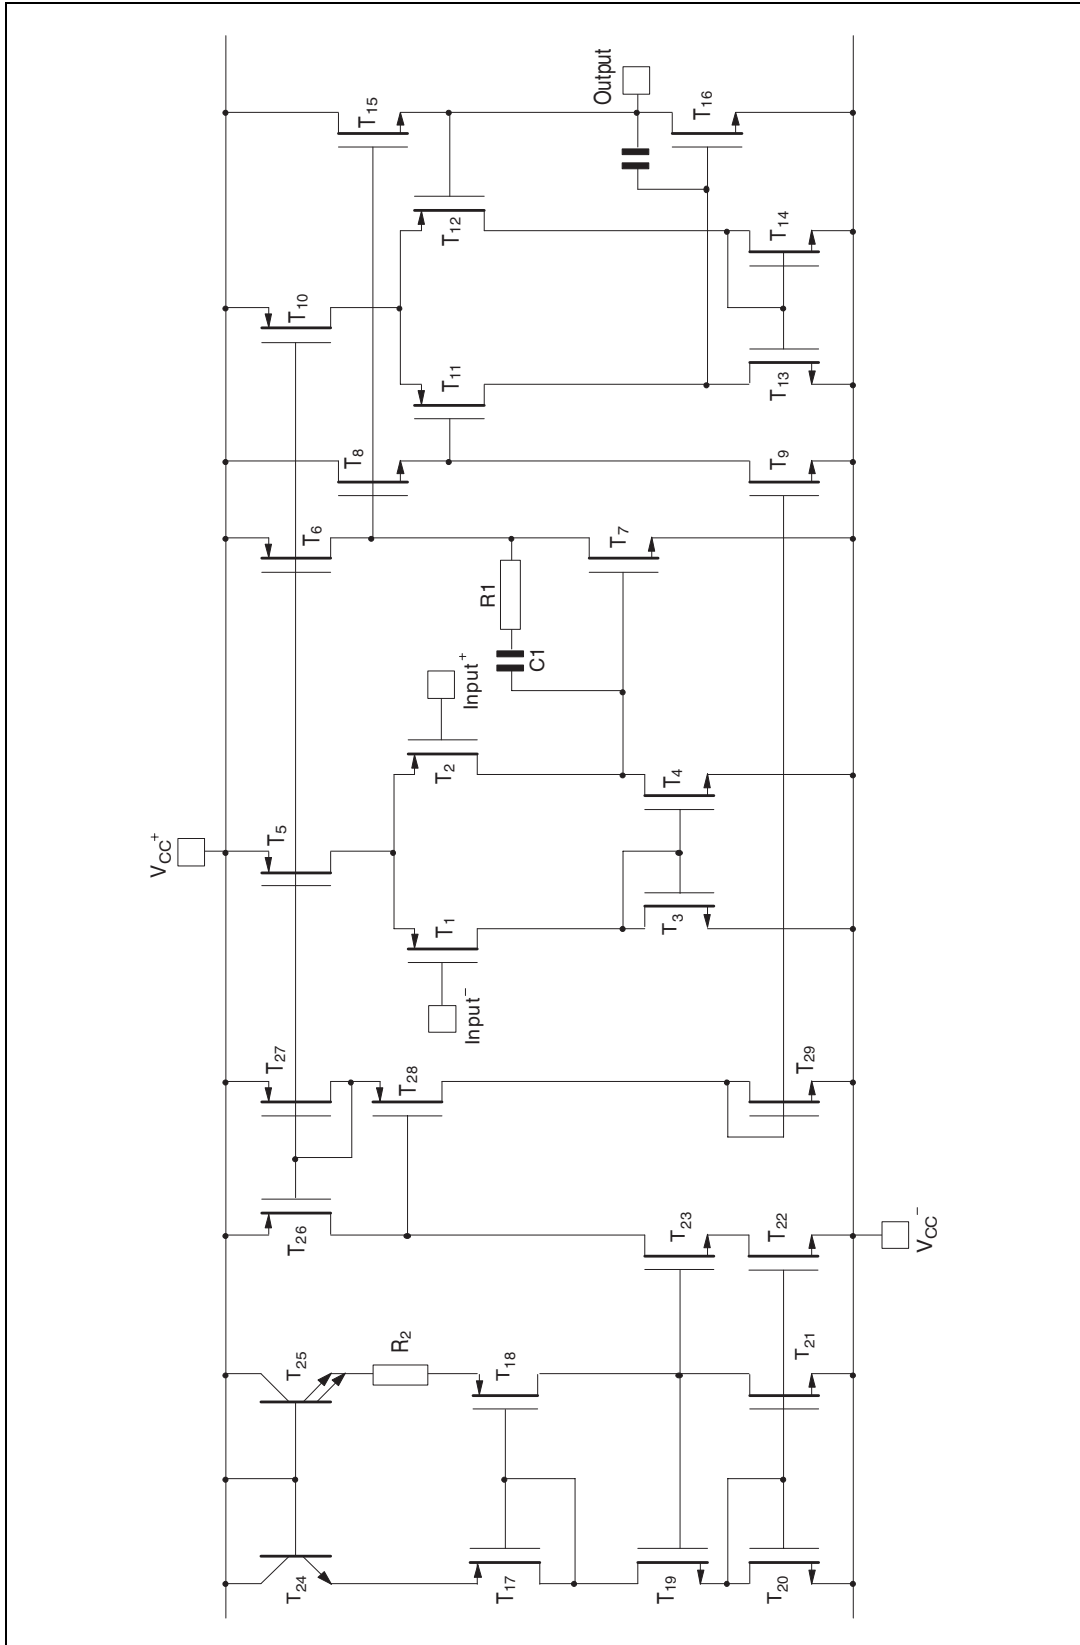 T24
T25
R2
T17
T18
T19
T20
T21
T26
T27
T28
T23
T22
T29
VCC−
VCC+
T5
T1
T2
Input−
Input+
T3
T4
C1
R1
T6
T7
T8
T9
T10
T11
T12
T13
T14
T15
T16
Output